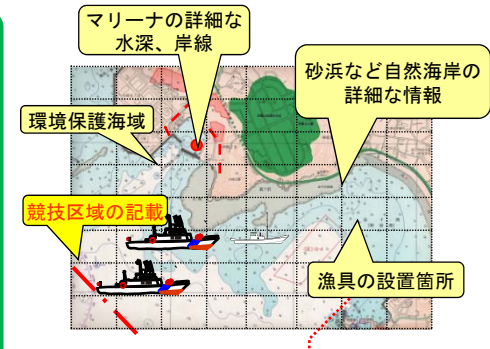 マリーナの詳細な
水深、岸線
砂浜など自然海岸の
詳細な情報
環境保護海域
競技区域の記載
漁具の設置箇所